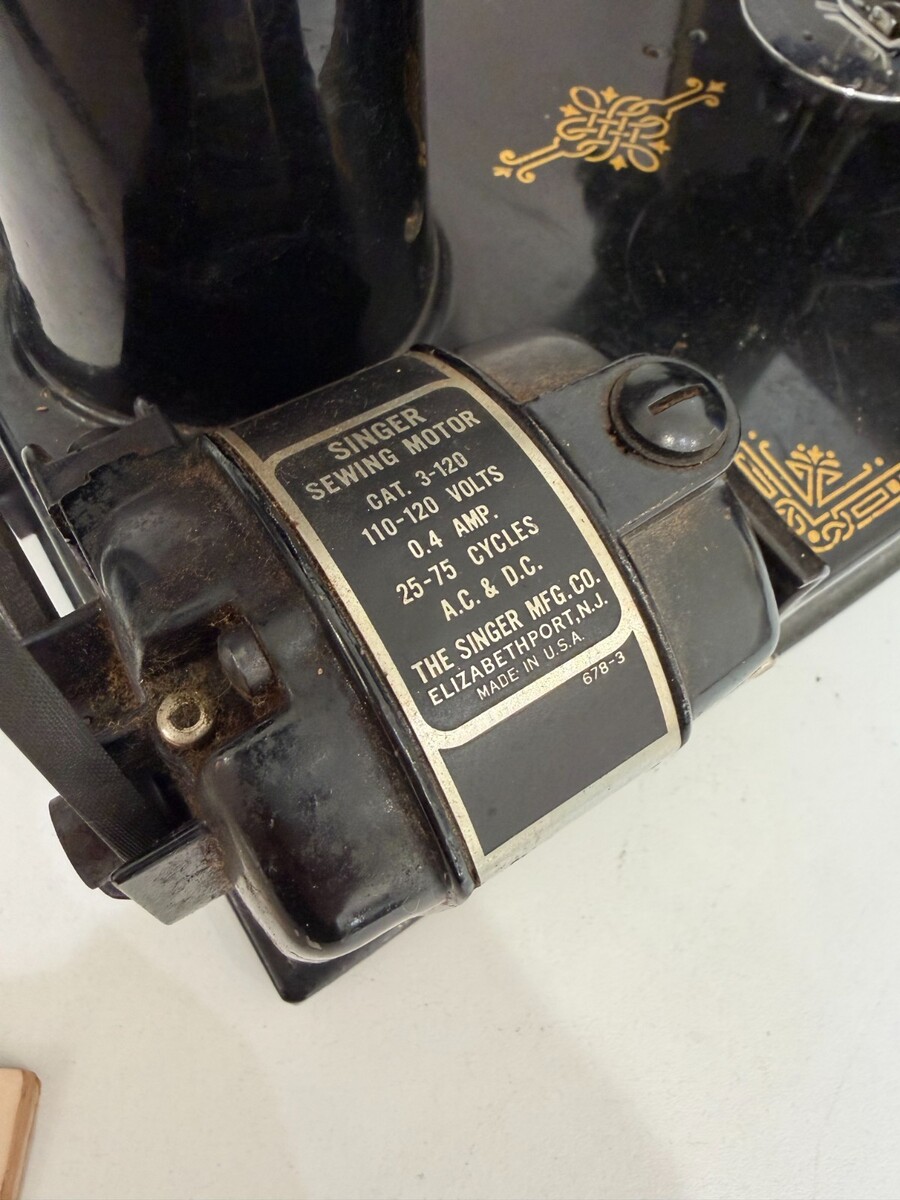 SINGER
SEWING MOTOR
CAT. 3-120
110-120 VOLTS
0.4 AMP.
25-75 CYCLES
A.C. & D.C.
THE SINGER MFG.CO.
ELIZABETHPORT, N.J.
MADE IN U.S.A.
678-3